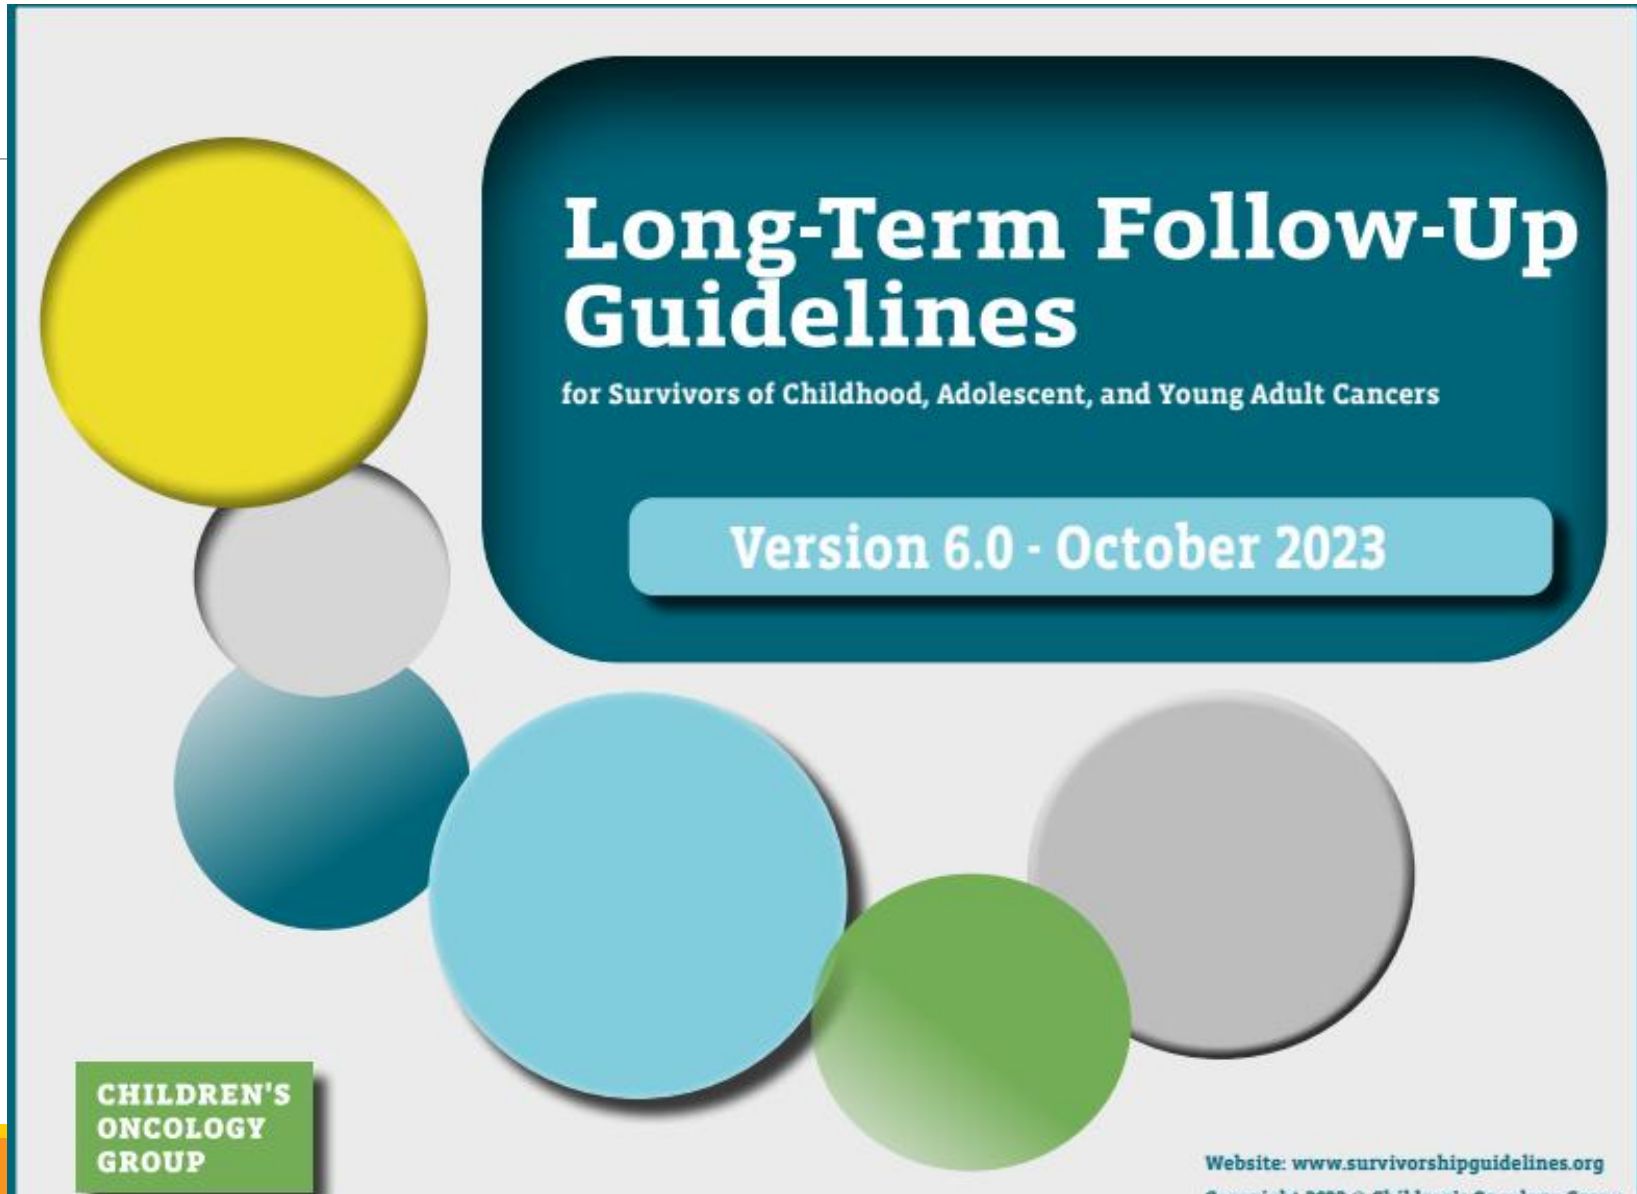 Long-Term Follow-Up
Guidelines
for Survivors of Childhood, Adolescent, and Young Adult Cancers
Version 6.0 - October 2023
CHILDREN'S
ONCOLOGY
GROUP
Website: www.survivorshipguidelines.org